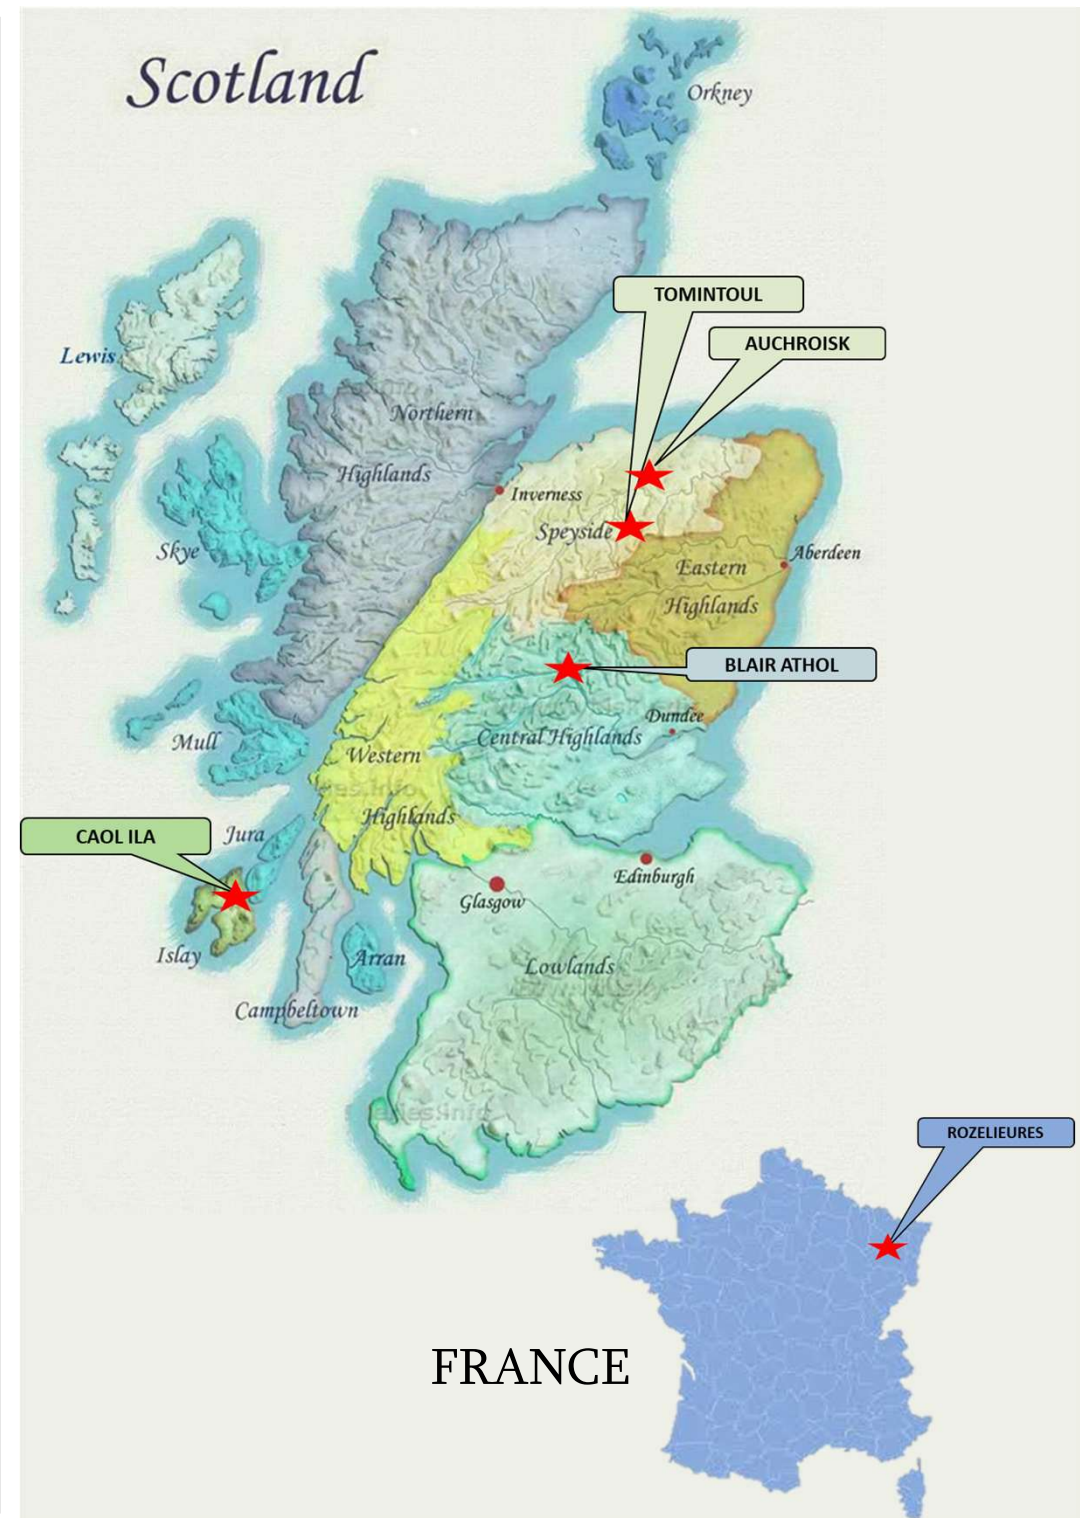 Scotland
Orkney
TOMINTOUL
AUCHROISK
Lewis
Northern
Highlands
Inverness
Speyside
Skye
Aberdeen
Eastern
Highlands
BLAIR ATHOL
Dundee
Mull
Central Highlands
Western
Highlands
CAOL ILA
Jura
Edinburgh
Glasgow
Islay
Arran
Lowlands
Campbeltown
ROZELIEURES
FRANCE